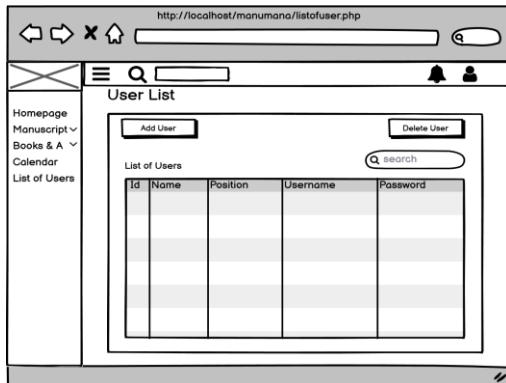 http://localhost/manumana/listofuser.php
User List
Homepage
Manuscript
Books & A
Calendar
List of Users
Add User
Delete User
List of Users
search
Id Name Position Username Password